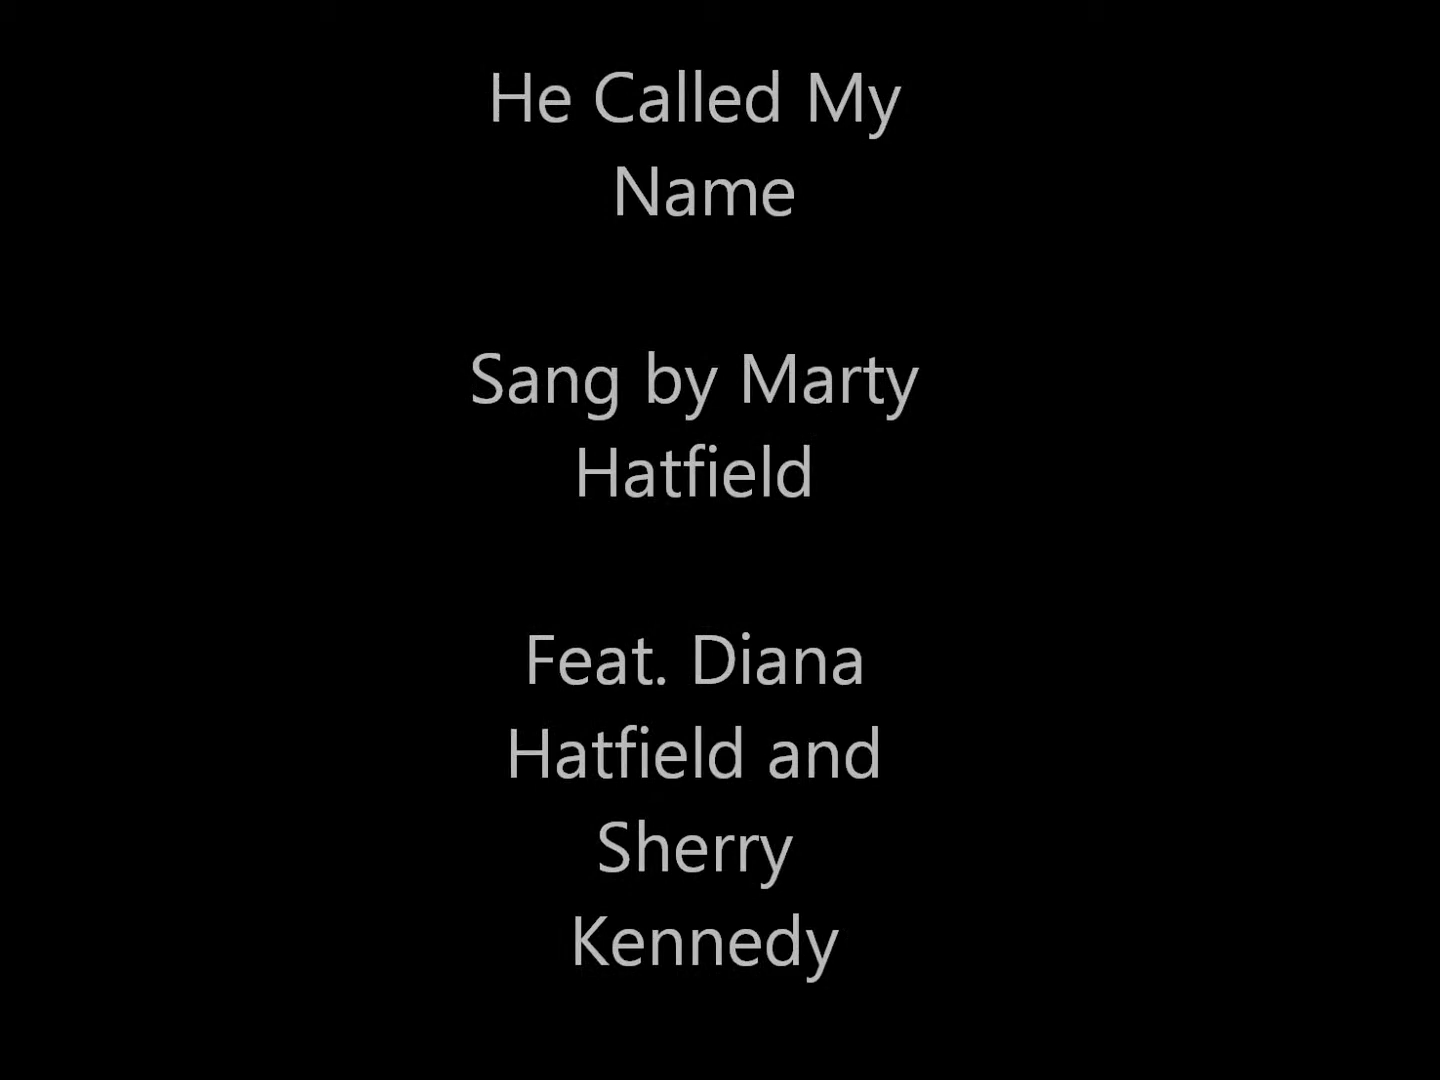 He Called My
Name
Sang by Marty
Hatfield
Feat. Diana
Hatfield and
Sherry
Kennedy